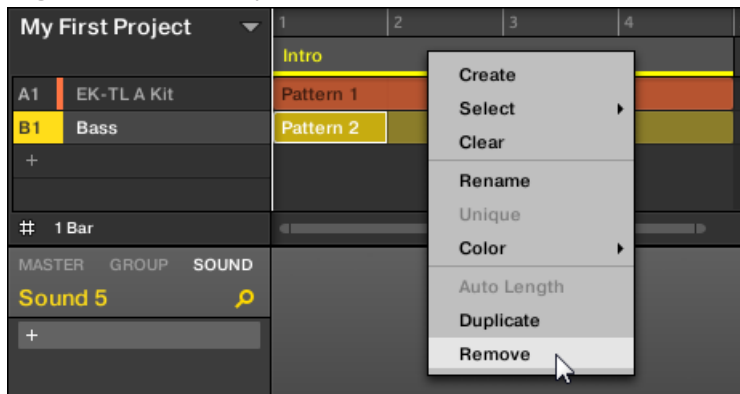 My First Project
1 2 3 4
Intro
A1 EK-TL A Kit
Pattern 1
B1 Bass
Pattern 2
+
# 1 Bar
MASTER GROUP SOUND
Sound 5
+
Create
Select
Clear
Rename
Unique
Color
Auto Length
Duplicate
Remove